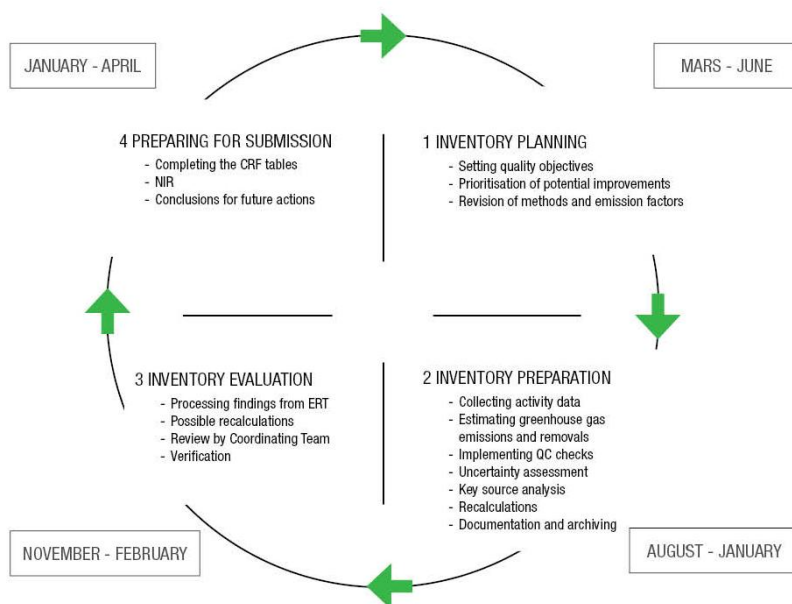 JANUARY - APRIL
MARS - JUNE
4 PREPARING FOR SUBMISSION
- Completing the CRF tables
- NIR
- Conclusions for future actions
1 INVENTORY PLANNING
- Setting quality objectives
- Prioritisation of potential improvements
- Revision of methods and emission factors
3 INVENTORY EVALUATION
- Processing findings from ERT
- Possible recalculations
- Review by Coordinating Team
- Verification
2 INVENTORY PREPARATION
- Collecting activity data
- Estimating greenhouse gas
emissions and removals
- Implementing QC checks
- Uncertainty assessment
- Key source analysis
- Recalculations
- Documentation and archiving
NOVEMBER - FEBRUARY
AUGUST - JANUARY